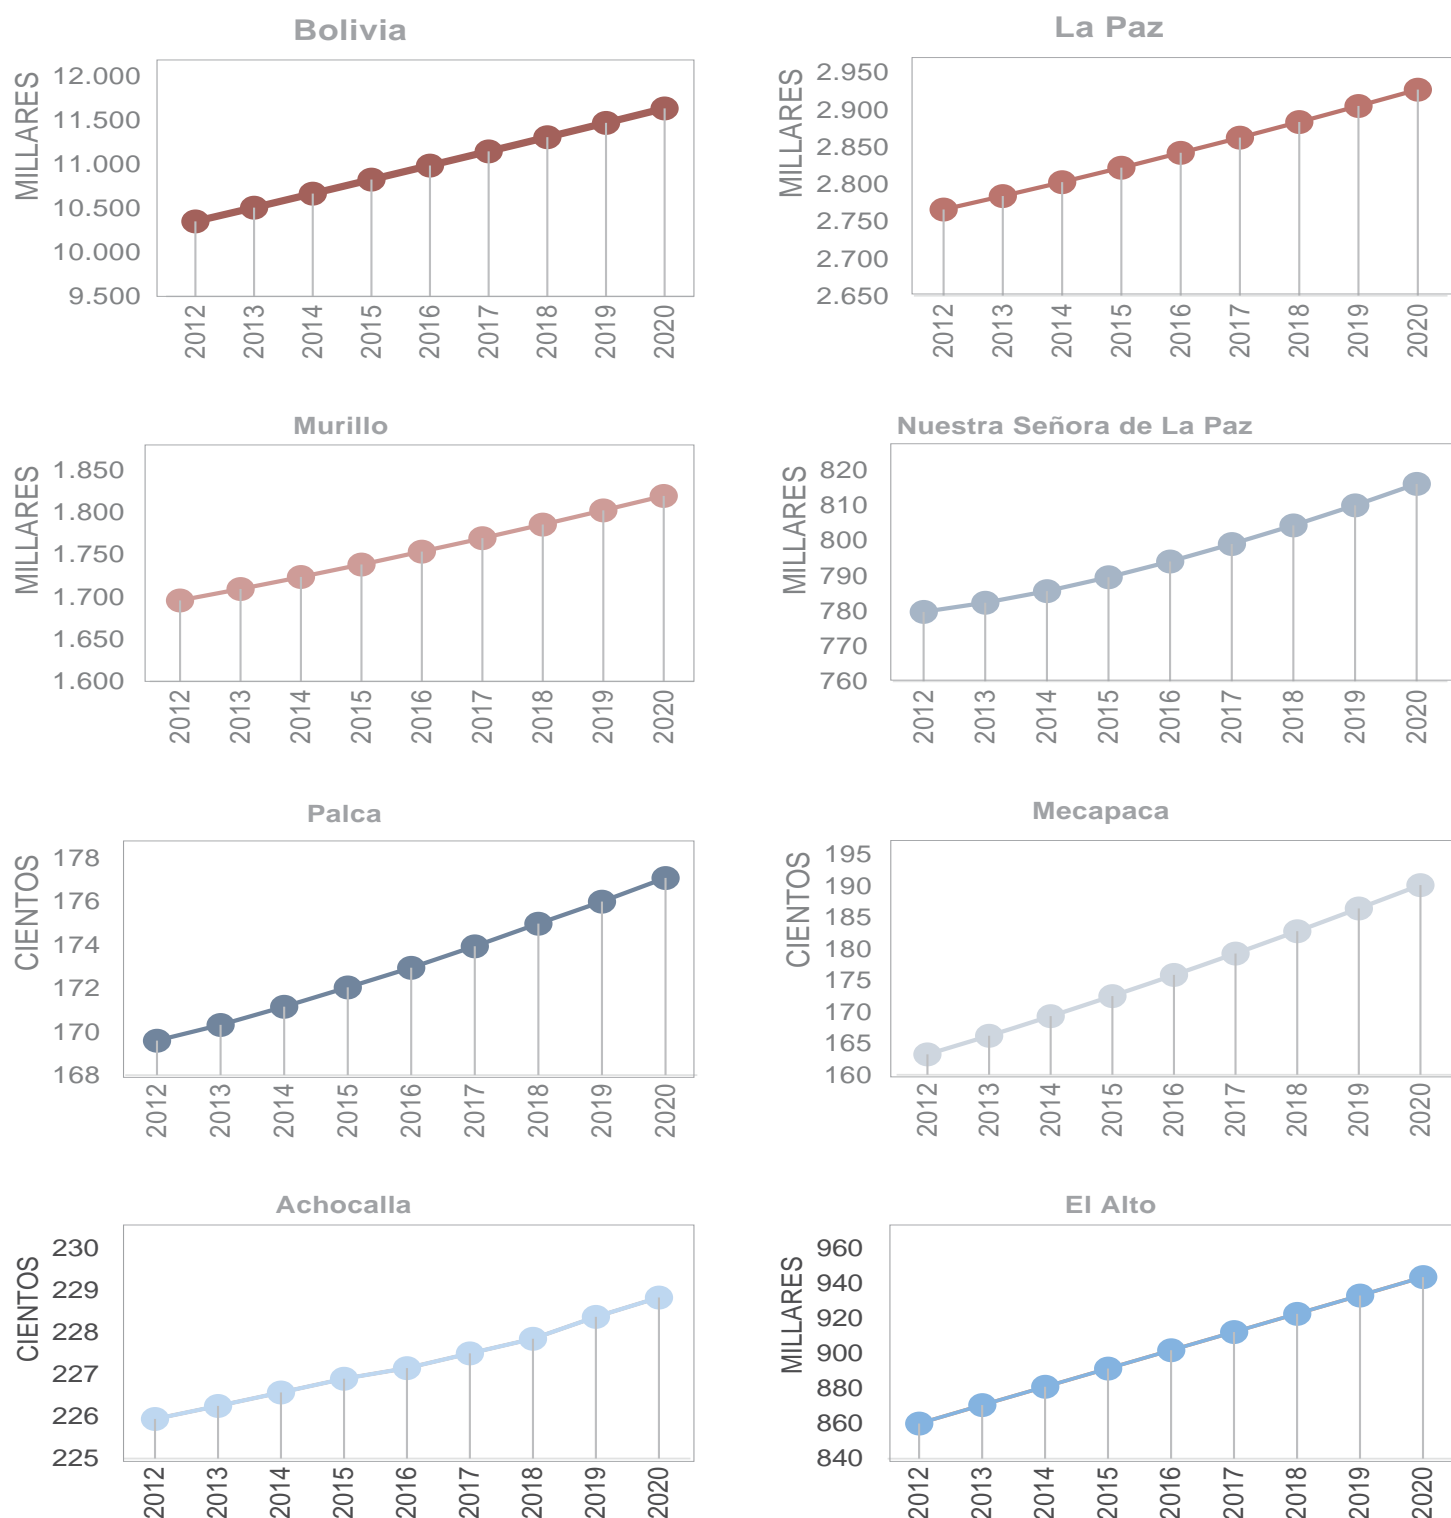 Bolivia
MILLARES
12.000
11.500
11.000
10.500
10.000
9.500
2012 2013 2014 2015 2016 2017 2018 2019 2020
La Paz
MILLARES
2.950
2.900
2.850
2.800
2.750
2.700
2.650
2012 2013 2014 2015 2016 2017 2018 2019 2020
Murillo
MILLARES
1.850
1.800
1.750
1.700
1.650
1.600
2012 2013 2014 2015 2016 2017 2018 2019 2020
Nuestra Señora de La Paz
MILLARES
820
810
800
790
780
770
760
2012 2013 2014 2015 2016 2017 2018 2019 2020
Palca
CIENTOS
178
176
174
172
170
168
2012 2013 2014 2015 2016 2017 2018 2019 2020
Mecapaca
CIENTOS
195
190
185
180
175
170
165
160
2012 2013 2014 2015 2016 2017 2018 2019 2020
Achocalla
CIENTOS
230
229
228
227
226
225
2012 2013 2014 2015 2016 2017 2018 2019 2020
El Alto
MILLARES
960
940
920
900
880
860
840
2012 2013 2014 2015 2016 2017 2018 2019 2020